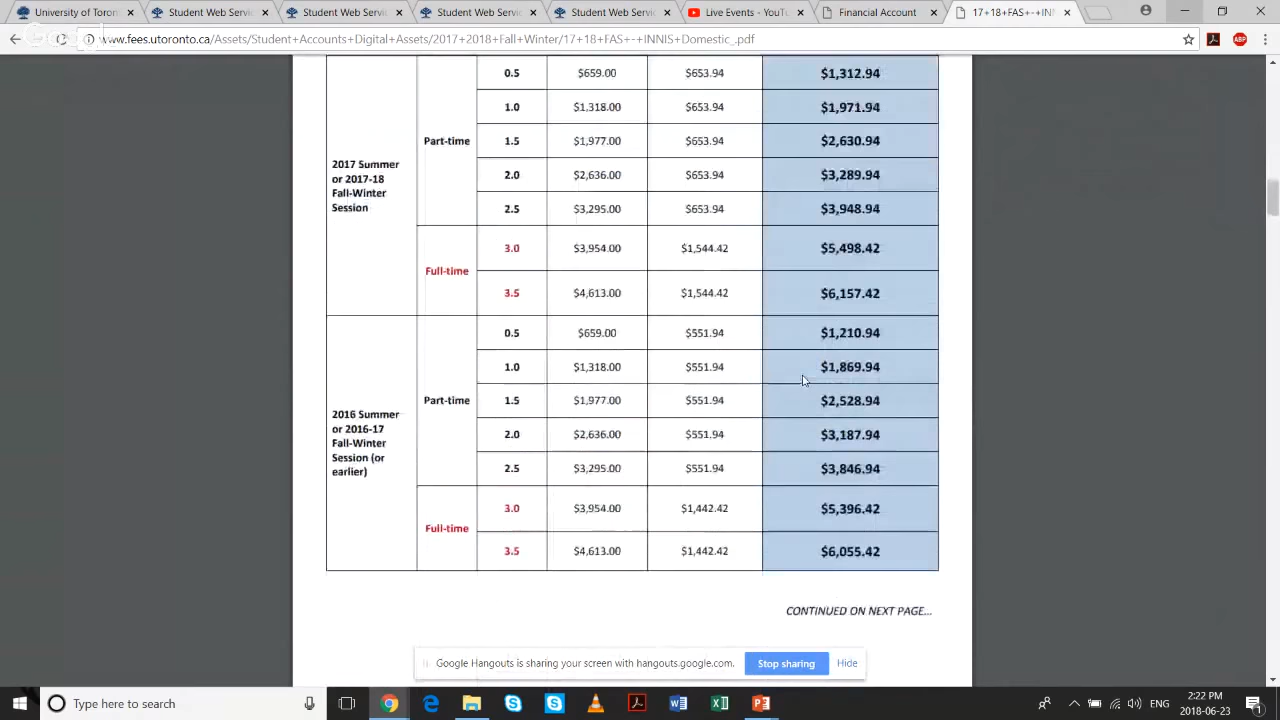 University of Toron
Student Web Servic
Student Web Servic
Student Web Servic
Student Web Servic
Live Events - YouTu
Financial Account
17+18+FAS+-+INN
www.fees.utoronto.ca/Assets/Student+Accounts+Digital+Assets/2017+2018+Fall+Winter/17+18+FAS+-+INNIS+Domestic_.pdf
ABP
0.5 $659.00 $653.94 $1,312.94
1.0 $1,318.00 $653.94 $1,971.94
Part-time 1.5 $1,977.00 $653.94 $2,630.94
2017 Summer
or 2017-18
Fall-Winter
Session
2.0 $2,636.00 $653.94 $3,289.94
2.5 $3,295.00 $653.94 $3,948.94
Full-time
3.0 $3,954.00 $1,544.42 $5,498.42
3.5 $4,613.00 $1,544.42 $6,157.42
0.5 $659.00 $551.94 $1,210.94
1.0 $1,318.00 $551.94 $1,869.94
Part-time 1.5 $1,977.00 $551.94 $2,528.94
2016 Summer
or 2016-17
Fall-Winter
Session (or
earlier)
2.0 $2,636.00 $551.94 $3,187.94
2.5 $3,295.00 $551.94 $3,846.94
Full-time
3.0 $3,954.00 $1,442.42 $5,396.42
3.5 $4,613.00 $1,442.42 $6,055.42
CONTINUED ON NEXT PAGE...
Google Hangouts is sharing your screen with hangouts.google.com. Stop sharing Hide
Type here to search
2:22 PM
2018-06-23